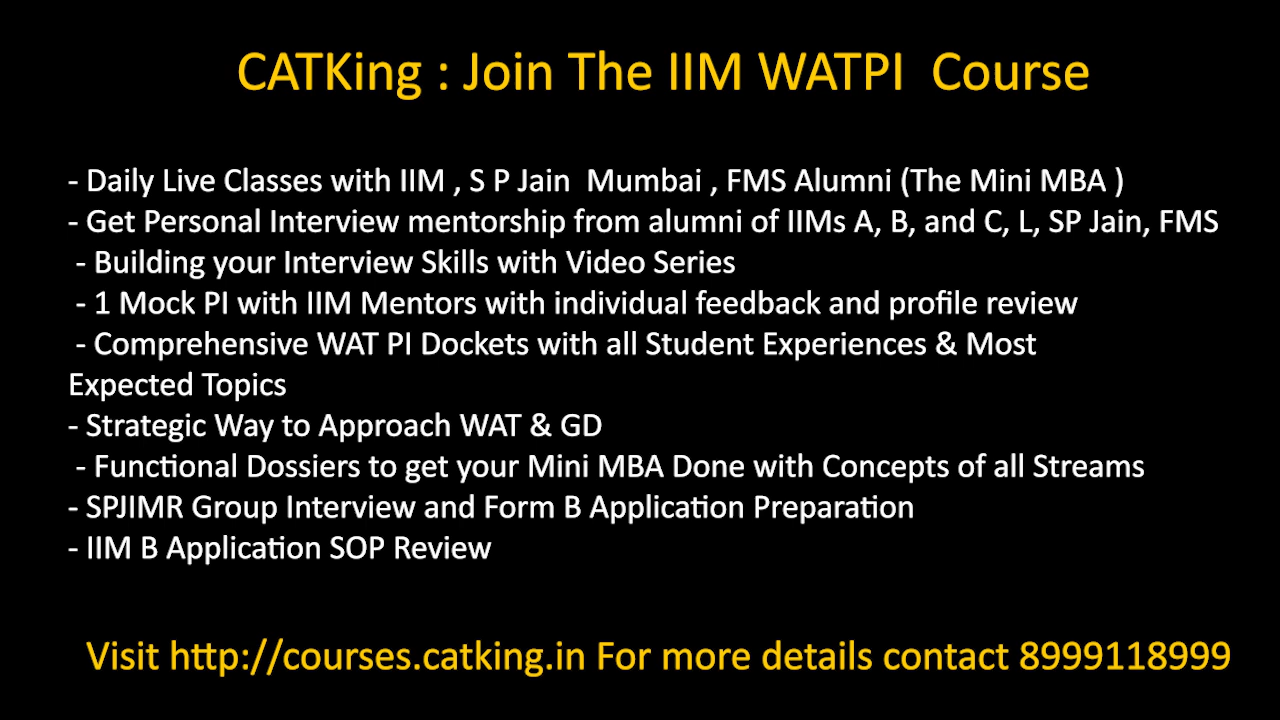 CATKing : Join The IIM WATPI  Course
- Daily Live Classes with IIM , S P Jain  Mumbai , FMS Alumni (The Mini MBA )
- Get Personal Interview mentorship from alumni of IIMs A, B, and C, L, SP Jain, FMS
- Building your Interview Skills with Video Series
- 1 Mock PI with IIM Mentors with individual feedback and profile review
- Comprehensive WAT PI Dockets with all Student Experiences & Most
Expected Topics
- Strategic Way to Approach WAT & GD
- Functional Dossiers to get your Mini MBA Done with Concepts of all Streams
- SPJIMR Group Interview and Form B Application Preparation
- IIM B Application SOP Review
Visit http://courses.catking.in For more details contact 8999118999